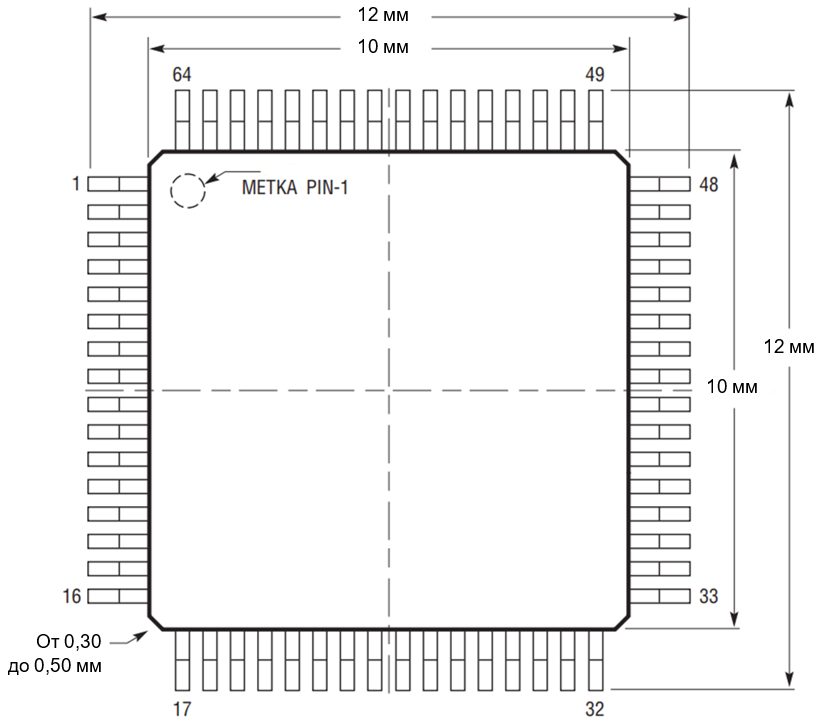 12 мм
10 мм
64
49
1
МЕТКА PIN-1
48
12 мм
10 мм
16
33
От 0,30
до 0,50 мм
17
32